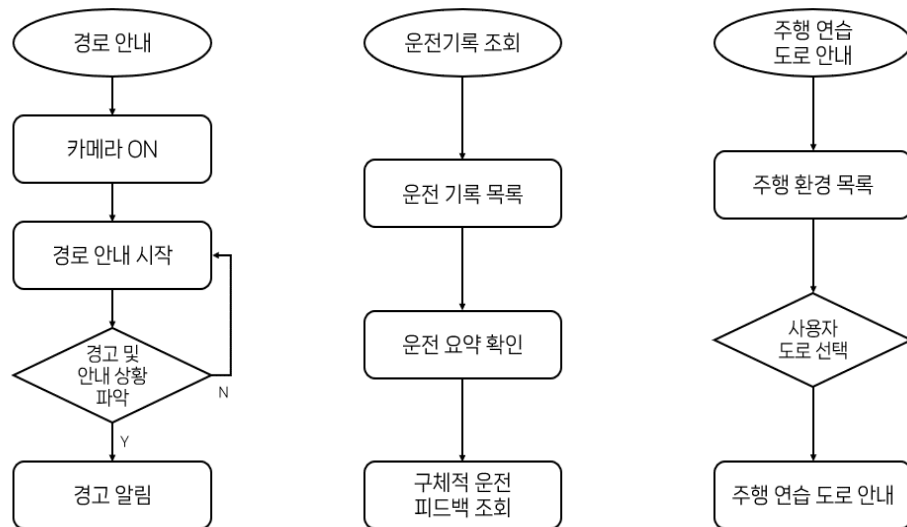 경로 안내
카메라 ON
경로 안내 시작
경고 및
안내 상황
파악
N
Y
경고 알림
운전기록 조회
운전 기록 목록
운전 요약 확인
구체적 운전
피드백 조회
주행 연습
도로 안내
주행 환경 목록
사용자
도로 선택
주행 연습 도로 안내